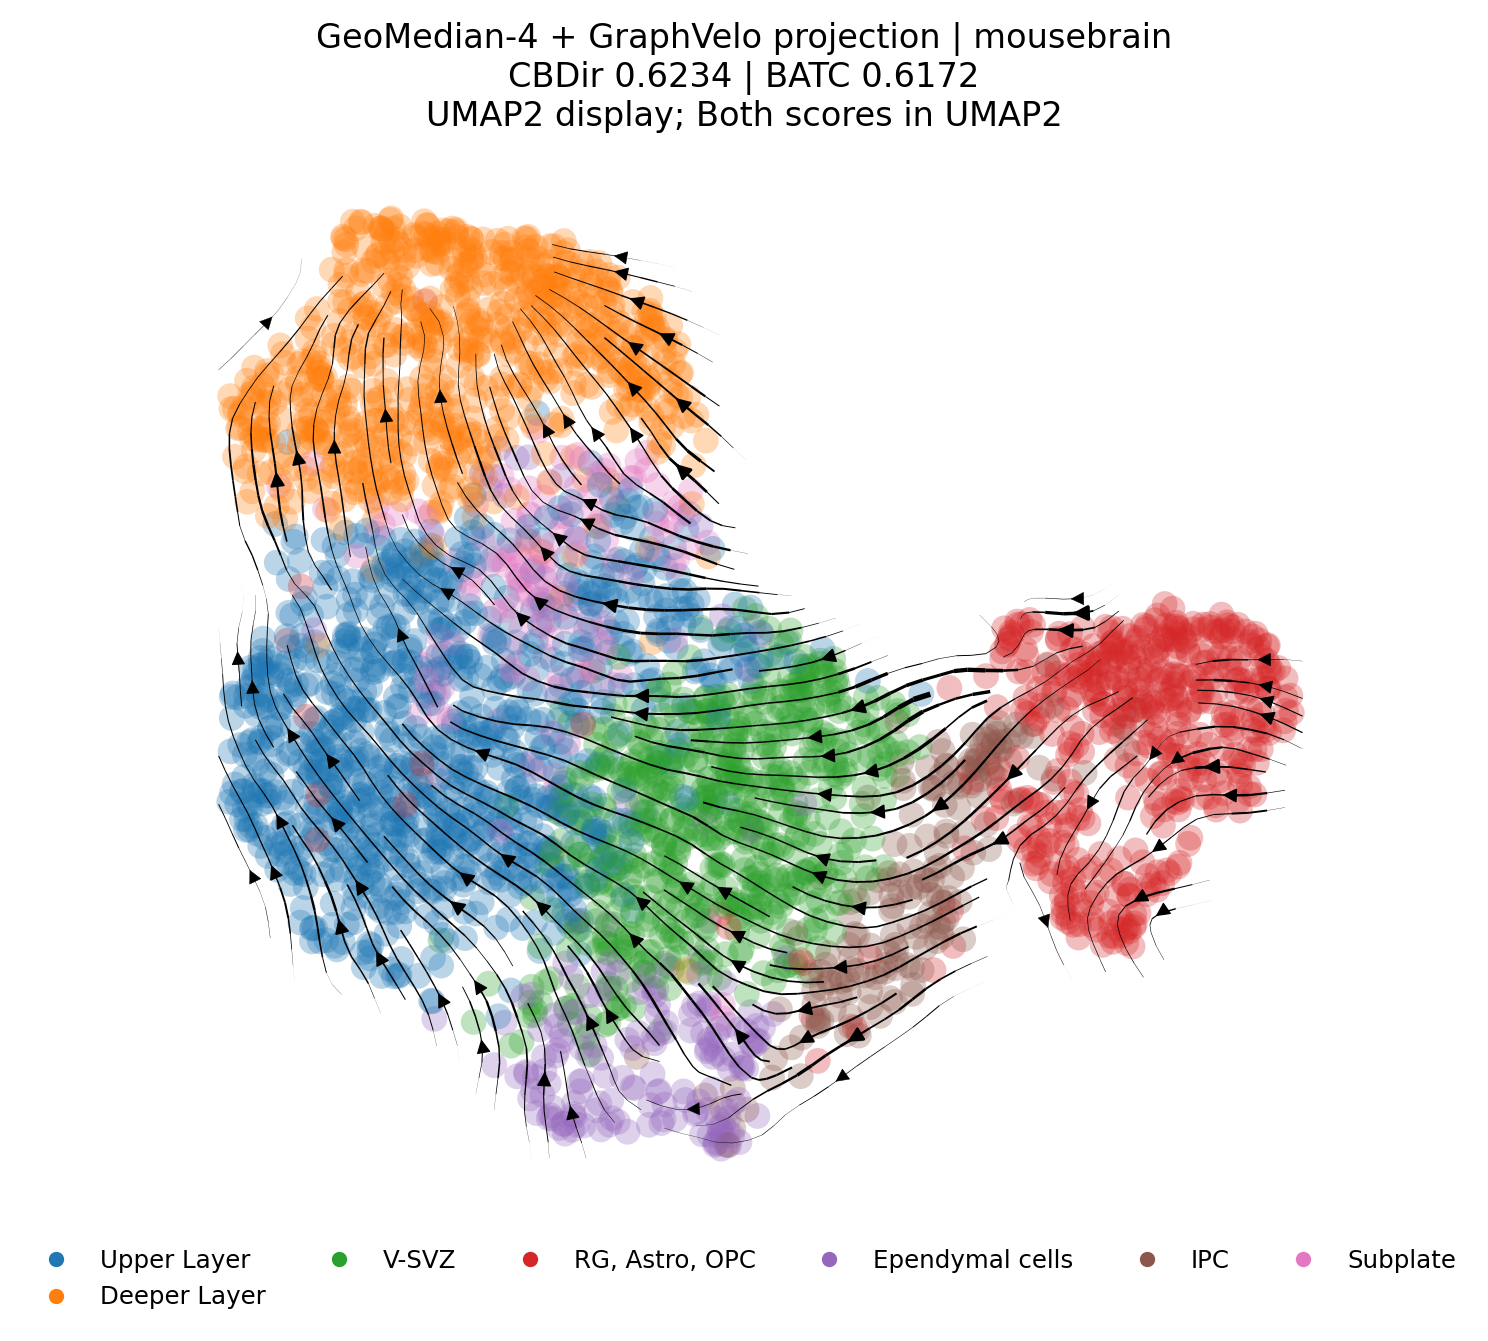 GeoMedian-4 + GraphVelo projection | mousebrain
CBDir 0.6234 | BATC 0.6172
UMAP2 display; Both scores in UMAP2
Upper Layer
Deeper Layer
V-SVZ
RG, Astro, OPC
Ependymal cells
IPC
Subplate